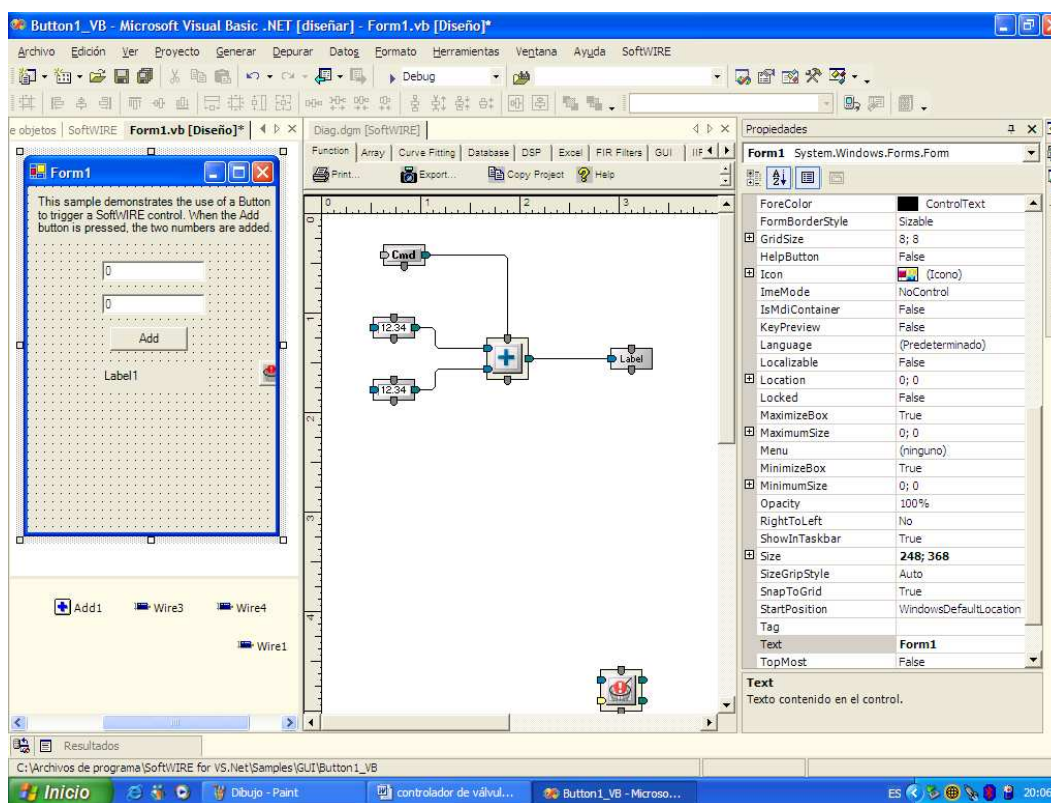 Button1_VB - Microsoft Visual Basic .NET [diseñar] - Form1.vb [Diseño]*
Archivo Edición Ver Proyecto Generar Depurar Datos Formato Herramientas Ventana Ayuda SoftWIRE
Debug
e objetos SoftWIRE Form1.vb [Diseño]*
Form1
This sample demonstrates the use of a Button
to trigger a SoftWIRE control. When the Add
button is pressed, the two numbers are added.
0
0
Add
Label1
Add1 Wire3 Wire4
Wire1
Diag.dgm [SoftWIRE]
Function Array Curve Fitting Database DSP Excel FIR Filters GUI
Print... Export... Copy Project Help
0 1 2 3
0
1
2
3
4
Cmd
12.34
12.34
Label
Propiedades
Form1 System.Windows.Forms.Form
ForeColor ControlText
FormBorderStyle Sizable
GridSize 8; 8
HelpButton False
Icon (Icono)
ImeMode NoControl
IsMdiContainer False
KeyPreview False
Language (Predeterminado)
Localizable False
Location 0; 0
Locked False
MaximizeBox True
MaximumSize 0; 0
Menu (ninguno)
MinimizeBox True
MinimumSize 0; 0
Opacity 100%
RightToLeft No
ShowInTaskbar True
Size 248; 368
SizeGripStyle Auto
SnapToGrid True
StartPosition WindowsDefaultLocation
Tag
Text Form1
TopMost False
Text
Texto contenido en el control.
Resultados
C:\Archivos de programa\SoftWIRE for VS.Net\Samples\GUI\Button1_VB
Inicio Dibujo - Paint controlador de válvul... Button1_VB - Microso... ES 20:06